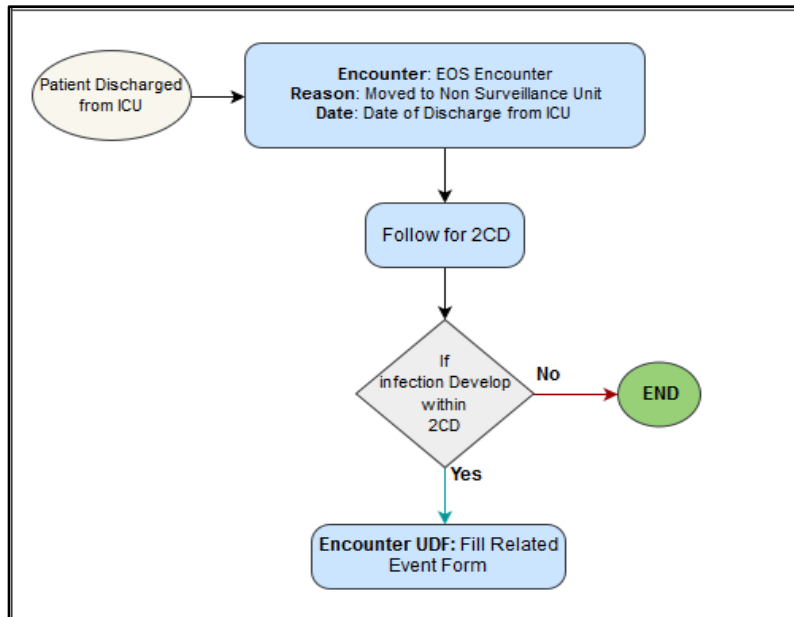 Patient Discharged
from ICU
Encounter: EOS Encounter
Reason: Moved to Non Surveillance Unit
Date: Date of Discharge from ICU
Follow for 2CD
If
infection Develop
within
2CD
No
END
Yes
Encounter UDF: Fill Related
Event Form